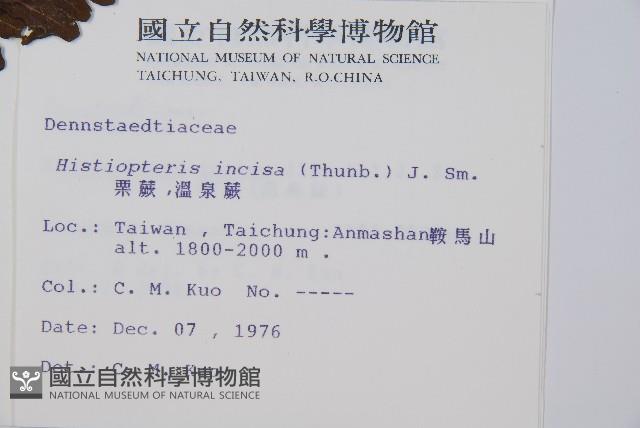 國立自然科學博物館
NATIONAL MUSEUM OF NATURAL SCIENCE
TAICHUNG, TAIWAN, R.O.CHINA
Dennstaedtiaceae
Histiopteris incisa (Thunb.) J. Sm.
栗蕨,溫泉蕨
Loc.: Taiwan , Taichung:Anmashan鞍馬山
alt. 1800-2000 m .
Col.: C. M. Kuo No. -----
Date: Dec. 07 , 1976
Det.: C. M. Kuo
國立自然科學博物館
NATIONAL MUSEUM OF NATURAL SCIENCE